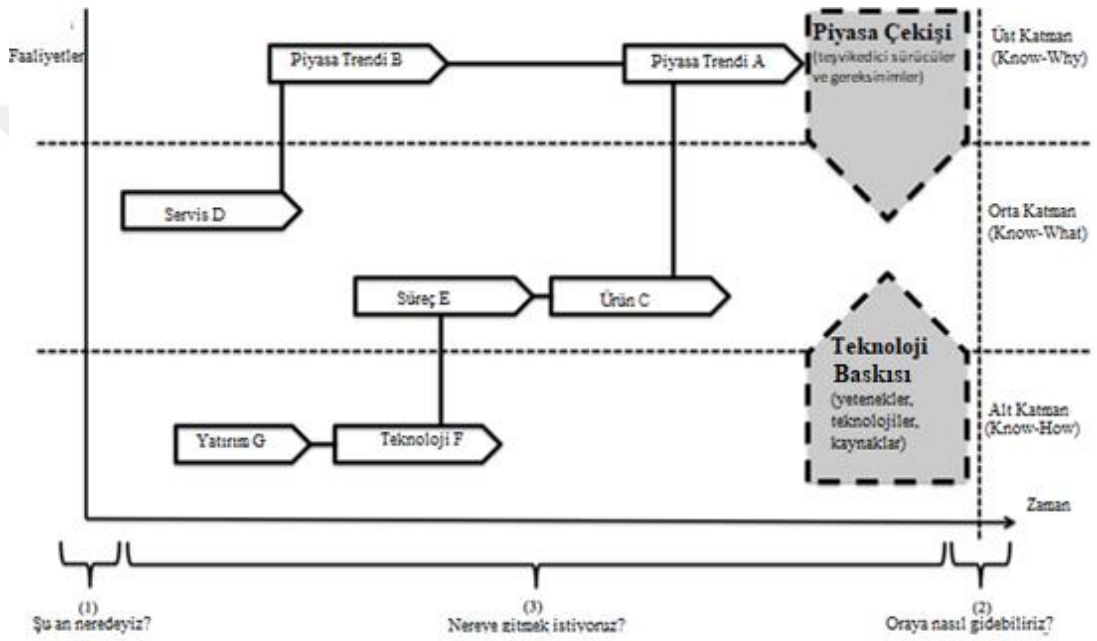 Faaliyetler
Piyasa Trendi B
Piyasa Trendi A
Piyasa Çekişi
(teşvikedici sürücüler
ve gereksinimler)
Üst Katman
(Know-Why)
Servis D
Orta Katman
(Know-What)
Süreç E
Ürün C
Teknoloji
Baskısı
(yetenekler,
teknolojiler,
kaynaklar)
Yatırım G
Teknoloji F
Alt Katman
(Know-How)
Zaman
(1)
Şu an neredeyiz?
(3)
Nereye gitmek istiyoruz?
(2)
Oraya nasıl gidebiliriz?